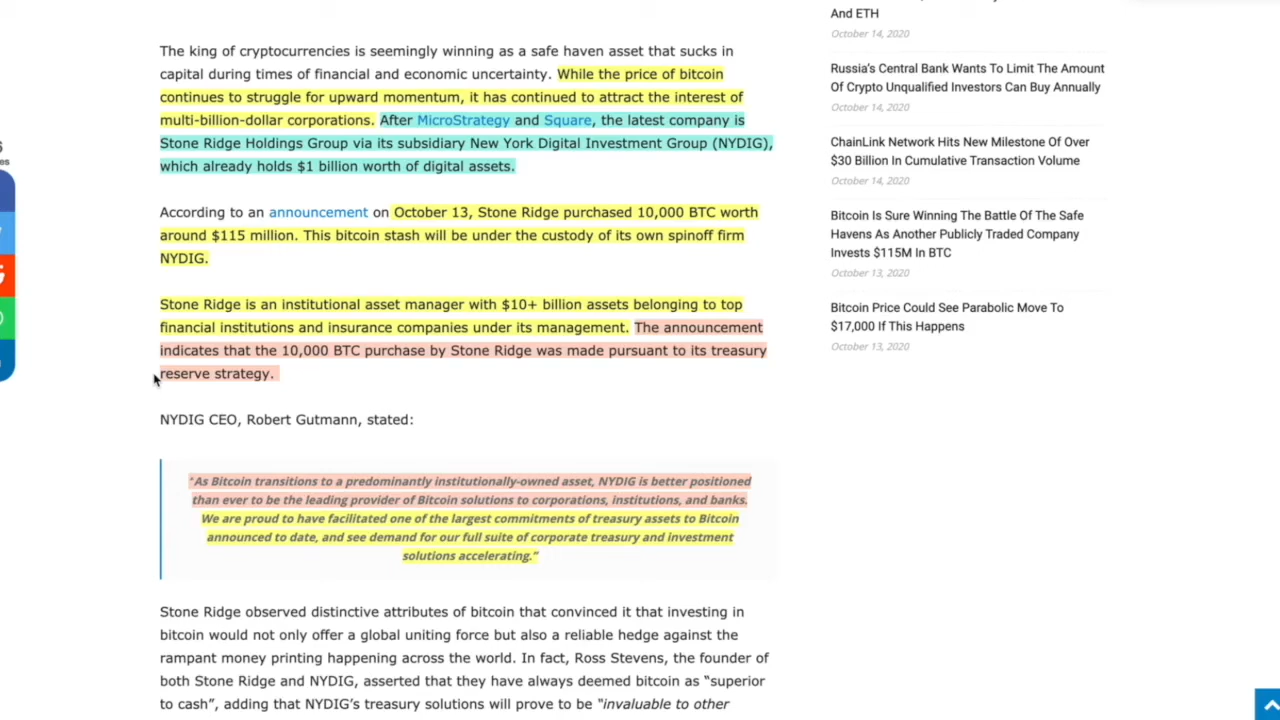 The king of cryptocurrencies is seemingly winning as a safe haven asset that sucks in
capital during times of financial and economic uncertainty. While the price of bitcoin
continues to struggle for upward momentum, it has continued to attract the interest of
multi-billion-dollar corporations. After MicroStrategy and Square, the latest company is
Stone Ridge Holdings Group via its subsidiary New York Digital Investment Group (NYDIG),
which already holds $1 billion worth of digital assets.
According to an announcement on October 13, Stone Ridge purchased 10,000 BTC worth
around $115 million. This bitcoin stash will be under the custody of its own spinoff firm
NYDIG.
Stone Ridge is an institutional asset manager with $10+ billion assets belonging to top
financial institutions and insurance companies under its management. The announcement
indicates that the 10,000 BTC purchase by Stone Ridge was made pursuant to its treasury
reserve strategy.
NYDIG CEO, Robert Gutmann, stated:
"As Bitcoin transitions to a predominantly institutionally-owned asset, NYDIG is better positioned
than ever to be the leading provider of Bitcoin solutions to corporations, institutions, and banks.
We are proud to have facilitated one of the largest commitments of treasury assets to Bitcoin
announced to date, and see demand for our full suite of corporate treasury and investment
solutions accelerating.”
Stone Ridge observed distinctive attributes of bitcoin that convinced it that investing in
bitcoin would not only offer a global uniting force but also a reliable hedge against the
rampant money printing happening across the world. In fact, Ross Stevens, the founder of
both Stone Ridge and NYDIG, asserted that they have always deemed bitcoin as “superior
to cash”, adding that NYDIG’s treasury solutions will prove to be “invaluable to other
And ETH
October 14, 2020
Russia’s Central Bank Wants To Limit The Amount
Of Crypto Unqualified Investors Can Buy Annually
October 14, 2020
ChainLink Network Hits New Milestone Of Over
$30 Billion In Cumulative Transaction Volume
October 14, 2020
Bitcoin Is Sure Winning The Battle Of The Safe
Havens As Another Publicly Traded Company
Invests $115M In BTC
October 13, 2020
Bitcoin Price Could See Parabolic Move To
$17,000 If This Happens
October 13, 2020